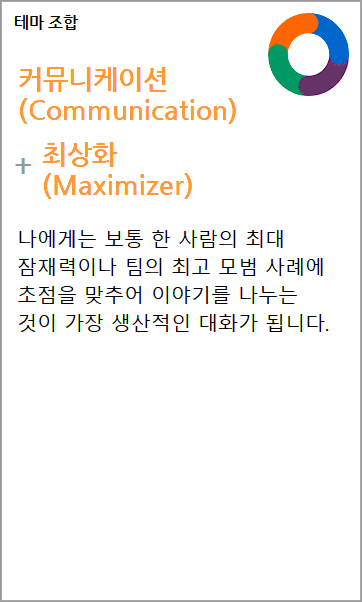 테마 조합
커뮤니케이션
(Communication)
+ 최상화
(Maximizer)
나에게는 보통 한 사람의 최대
잠재력이나 팀의 최고 모범 사례에
초점을 맞추어 이야기를 나누는
것이 가장 생산적인 대화가 됩니다.